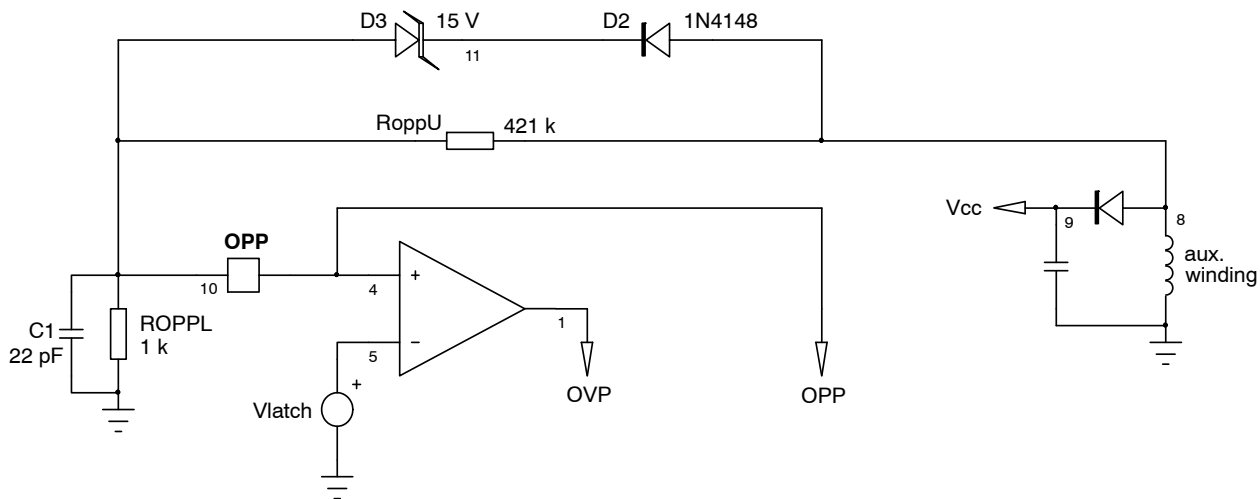 D3 15 V D2 1N4148
11
RoppU 421 k
Vcc 9 8
OPP
aux.
winding
10 4 +
C1
22 pF
ROPPL
1 k
1
5 −
+
Vlatch
OVP OPP